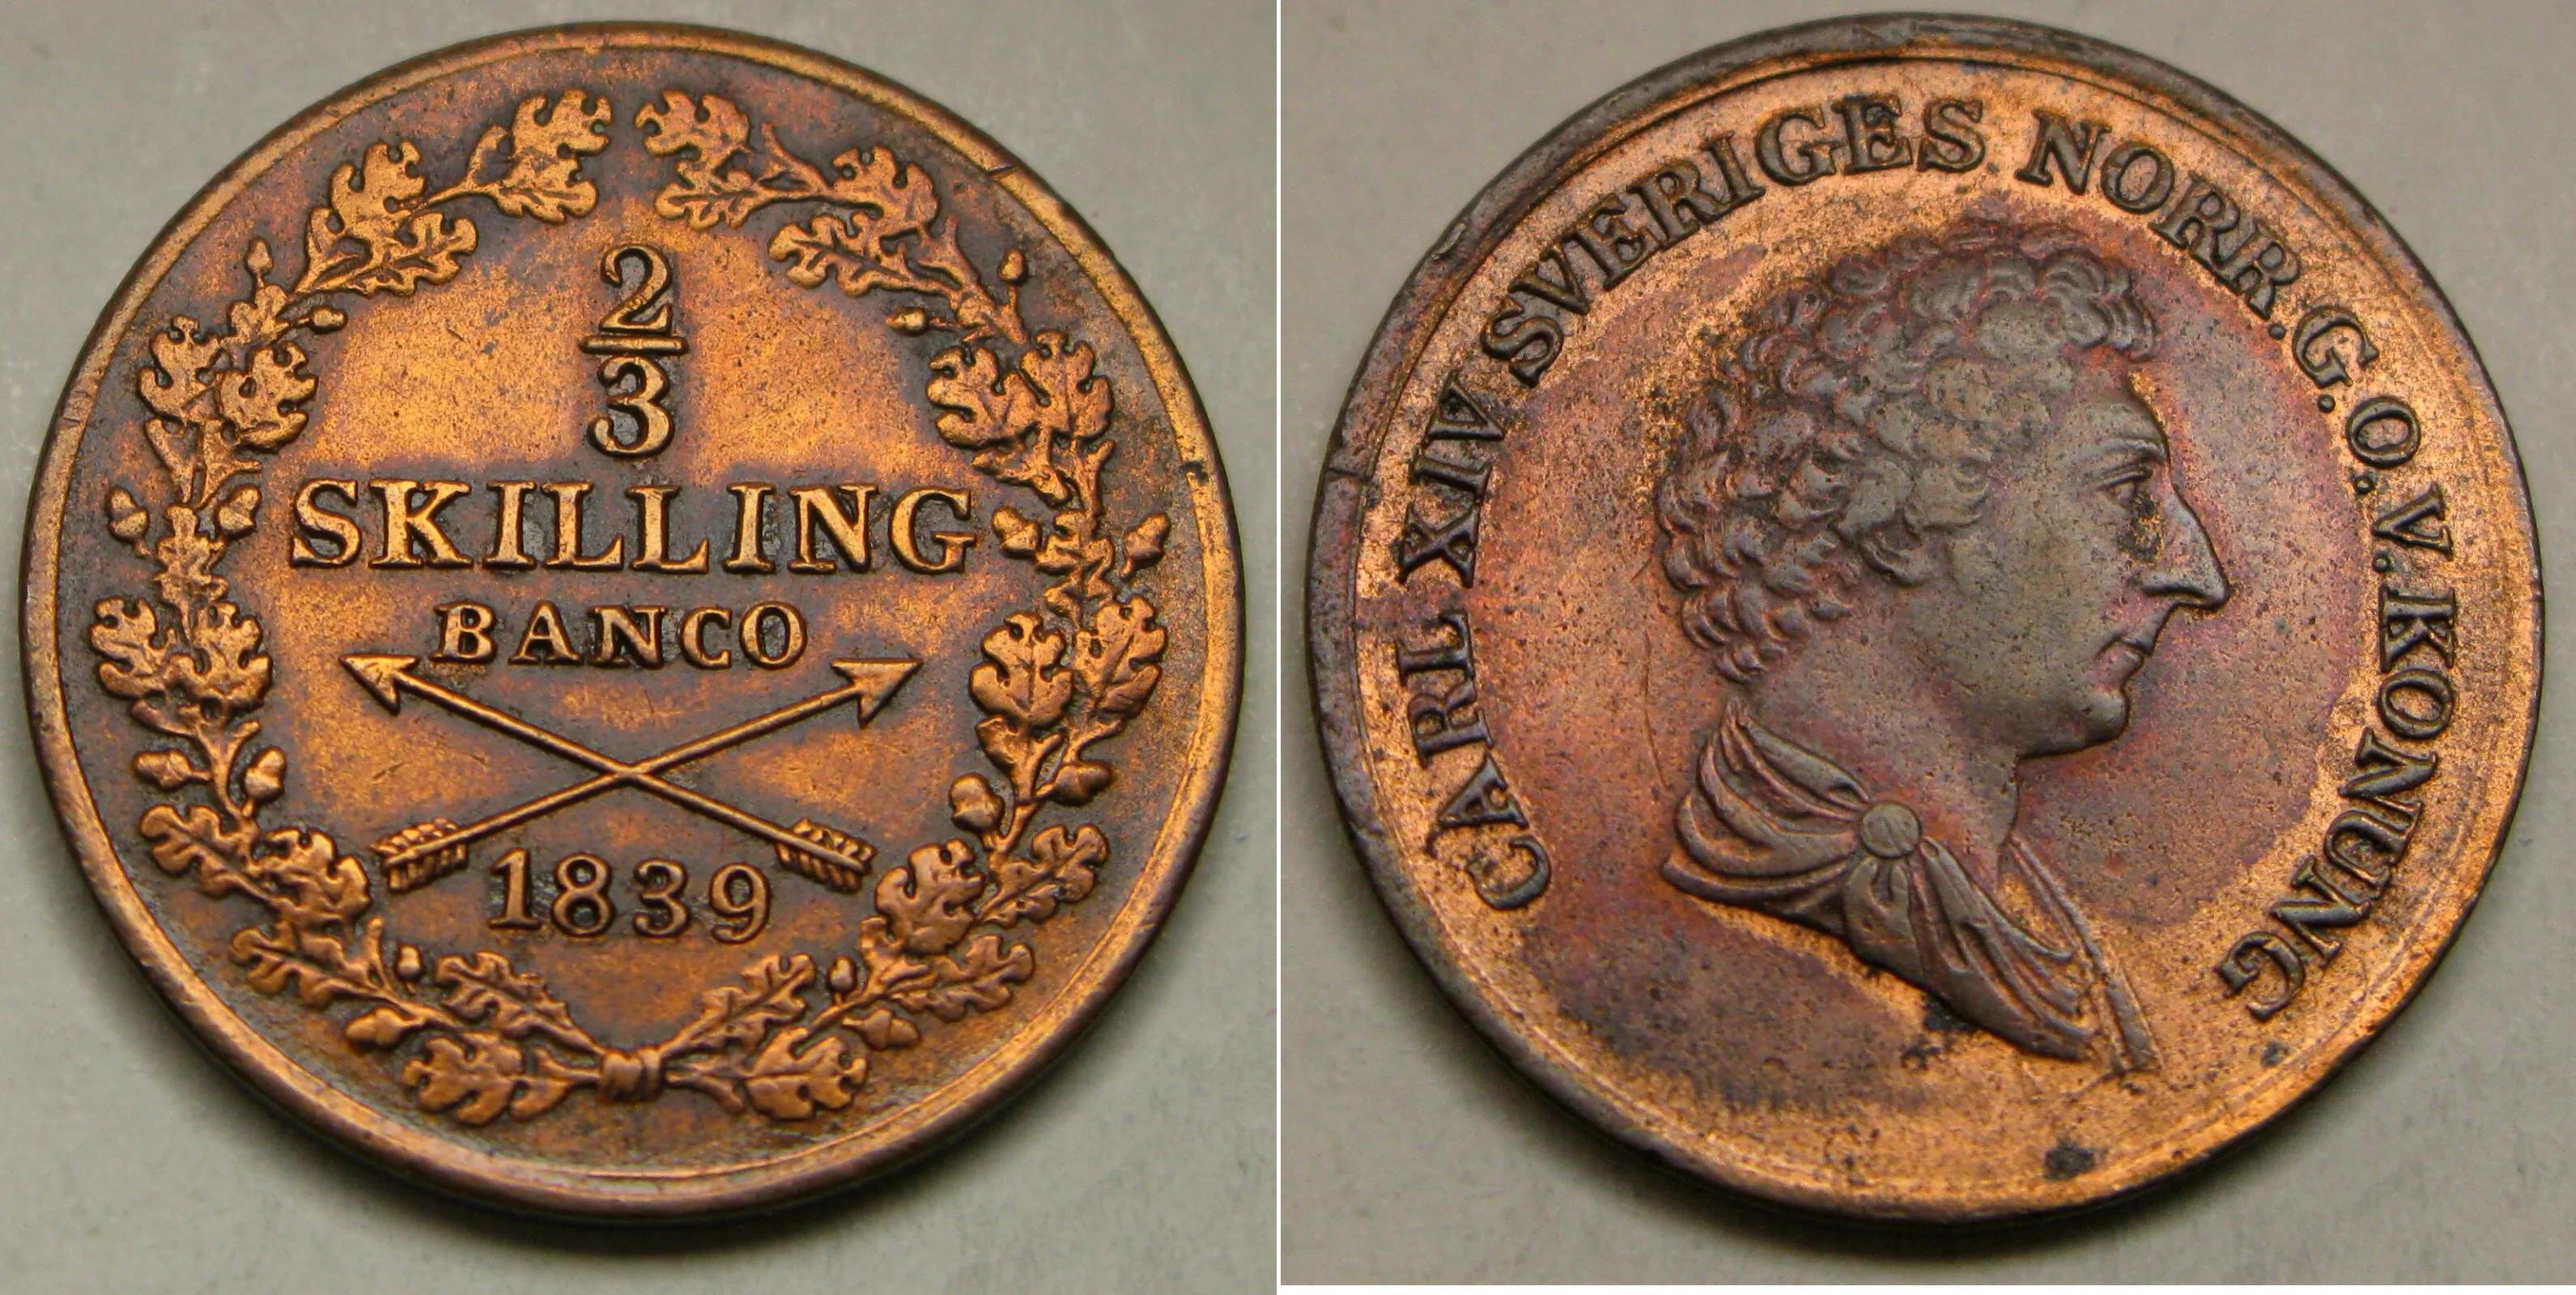 2
3
SKILLING
BANCO
1839
CARL XIV SVERIGES NORR.G.O.V.KONUNG